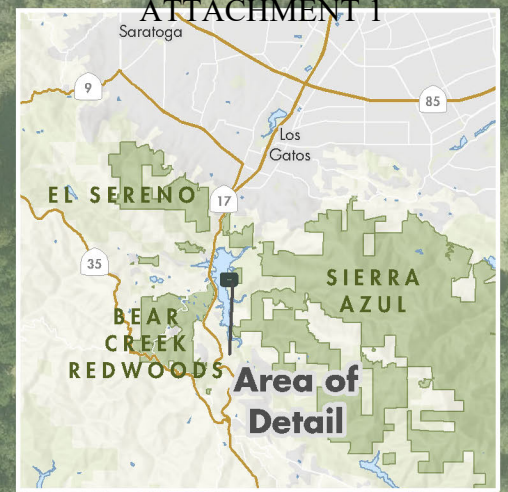 ATTACHMENT 1
Saratoga
9
85
Los
Gatos
EL SERENO
17
35
SIERRA
AZUL
BEAR
CREEK
REDWOODS
Area of
Detail